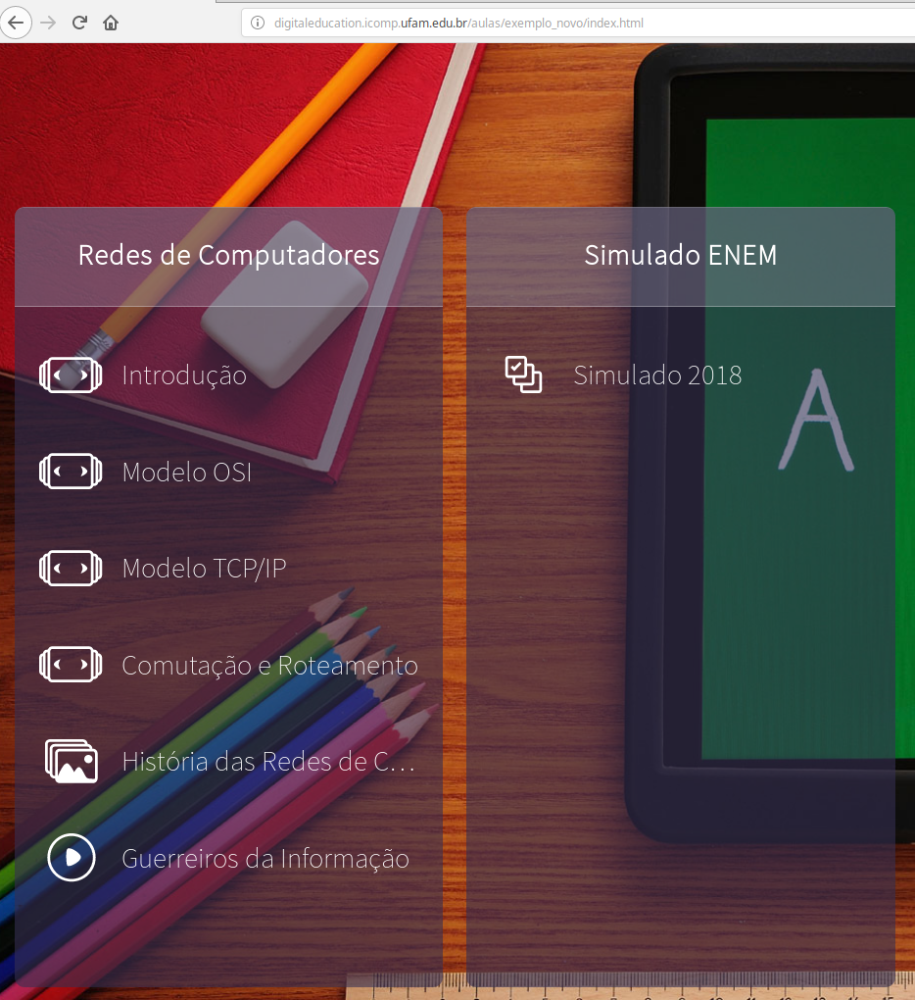 digitaleducation.icomp.ufam.edu.br/aulas/exemplo_novo/index.html
Redes de Computadores
Introdução
Modelo OSI
Modelo TCP/IP
Comutação e Roteamento
História das Redes de C...
Guerreiros da Informação
Simulado ENEM
Simulado 2018
A